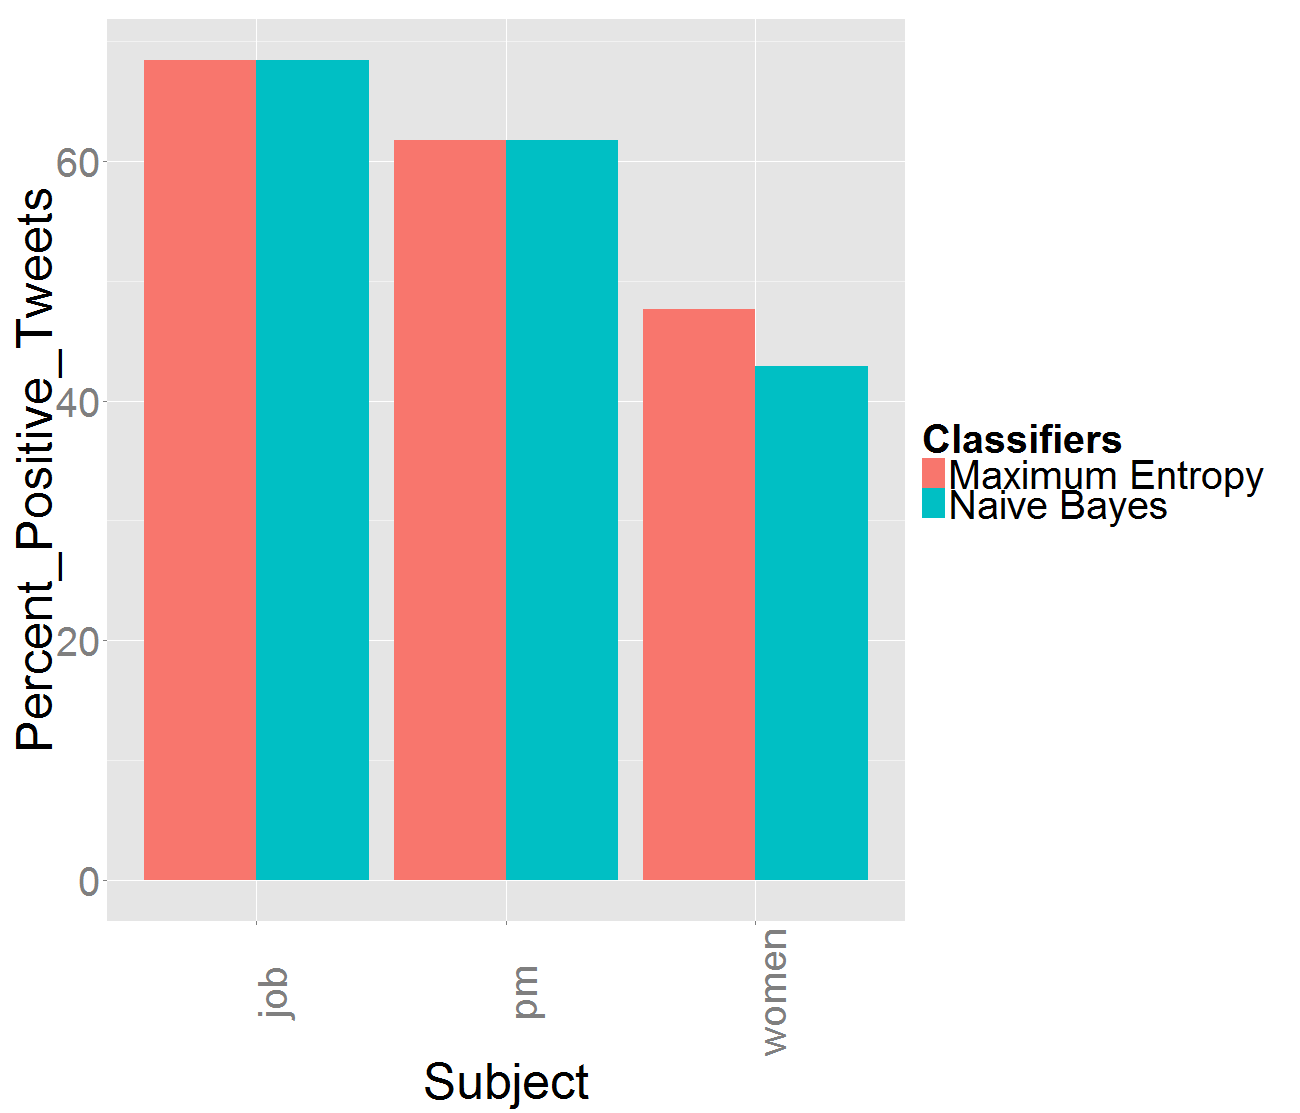 Percent_Positive_Tweets
60
40
20
0
job
pm
women
Subject
Classifiers
Maximum Entropy
Naive Bayes